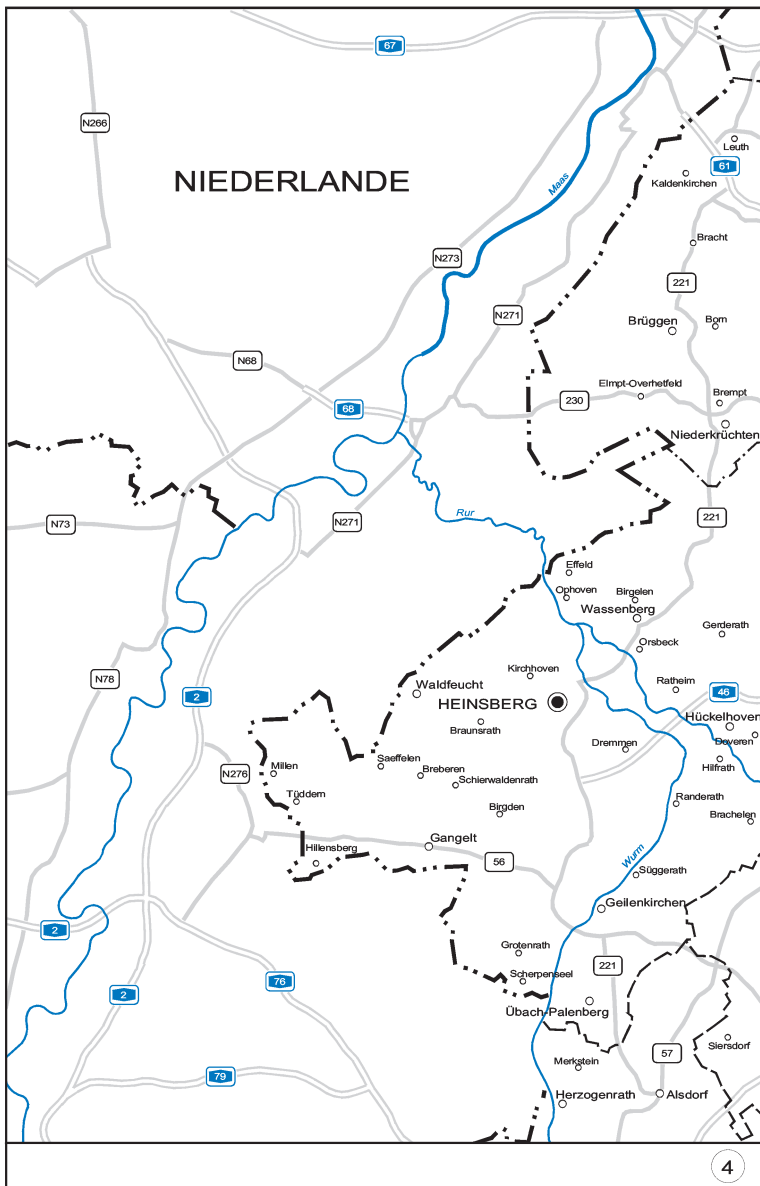 67
N266
Leuth
61
NIEDERLANDE
Kaldenkirchen
Maas
Bracht
N273
221
N271
Brüggen
Born
N68
Elmpt-Overhetfeld
68
230
Brempt
Niederkrüchten
N73
N271
Rur
221
Effeld
Ophoven
Birgelen
Wassenberg
Gerderath
Orsbeck
Kirchhoven
N78
2
Waldfeucht
Ratheim
46
HEINSBERG
Braunsrath
Hückelhoven
Doveren
Dremmen
Hilfrath
Saeffelen
N276
Millen
Breberen
Schierwaldenrath
Tüddern
Randerath
Birgden
Brachelen
Gangelt
Hillensberg
56
Wurm
Süggerath
Geilenkirchen
2
Grotenrath
221
76
Scherpenseel
2
Übach-Palenberg
Siersdorf
57
Merkstein
79
Herzogenrath
Alsdorf
4